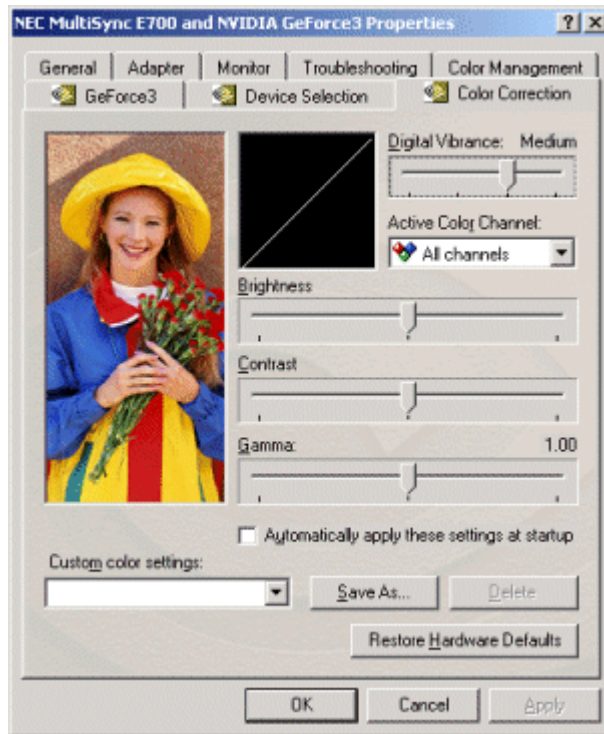 NEC MultiSync E700 and NVIDIA GeForce3 Properties
General Adapter Monitor Troubleshooting Color Management
GeForce3 Device Selection Color Correction
Digital Vibrance: Medium
Active Color Channel:
All channels
Brightness
Contrast
Gamma: 1.00
Automatically apply these settings at startup
Custom color settings:
Save As... Delete
Restore Hardware Defaults
OK Cancel Apply